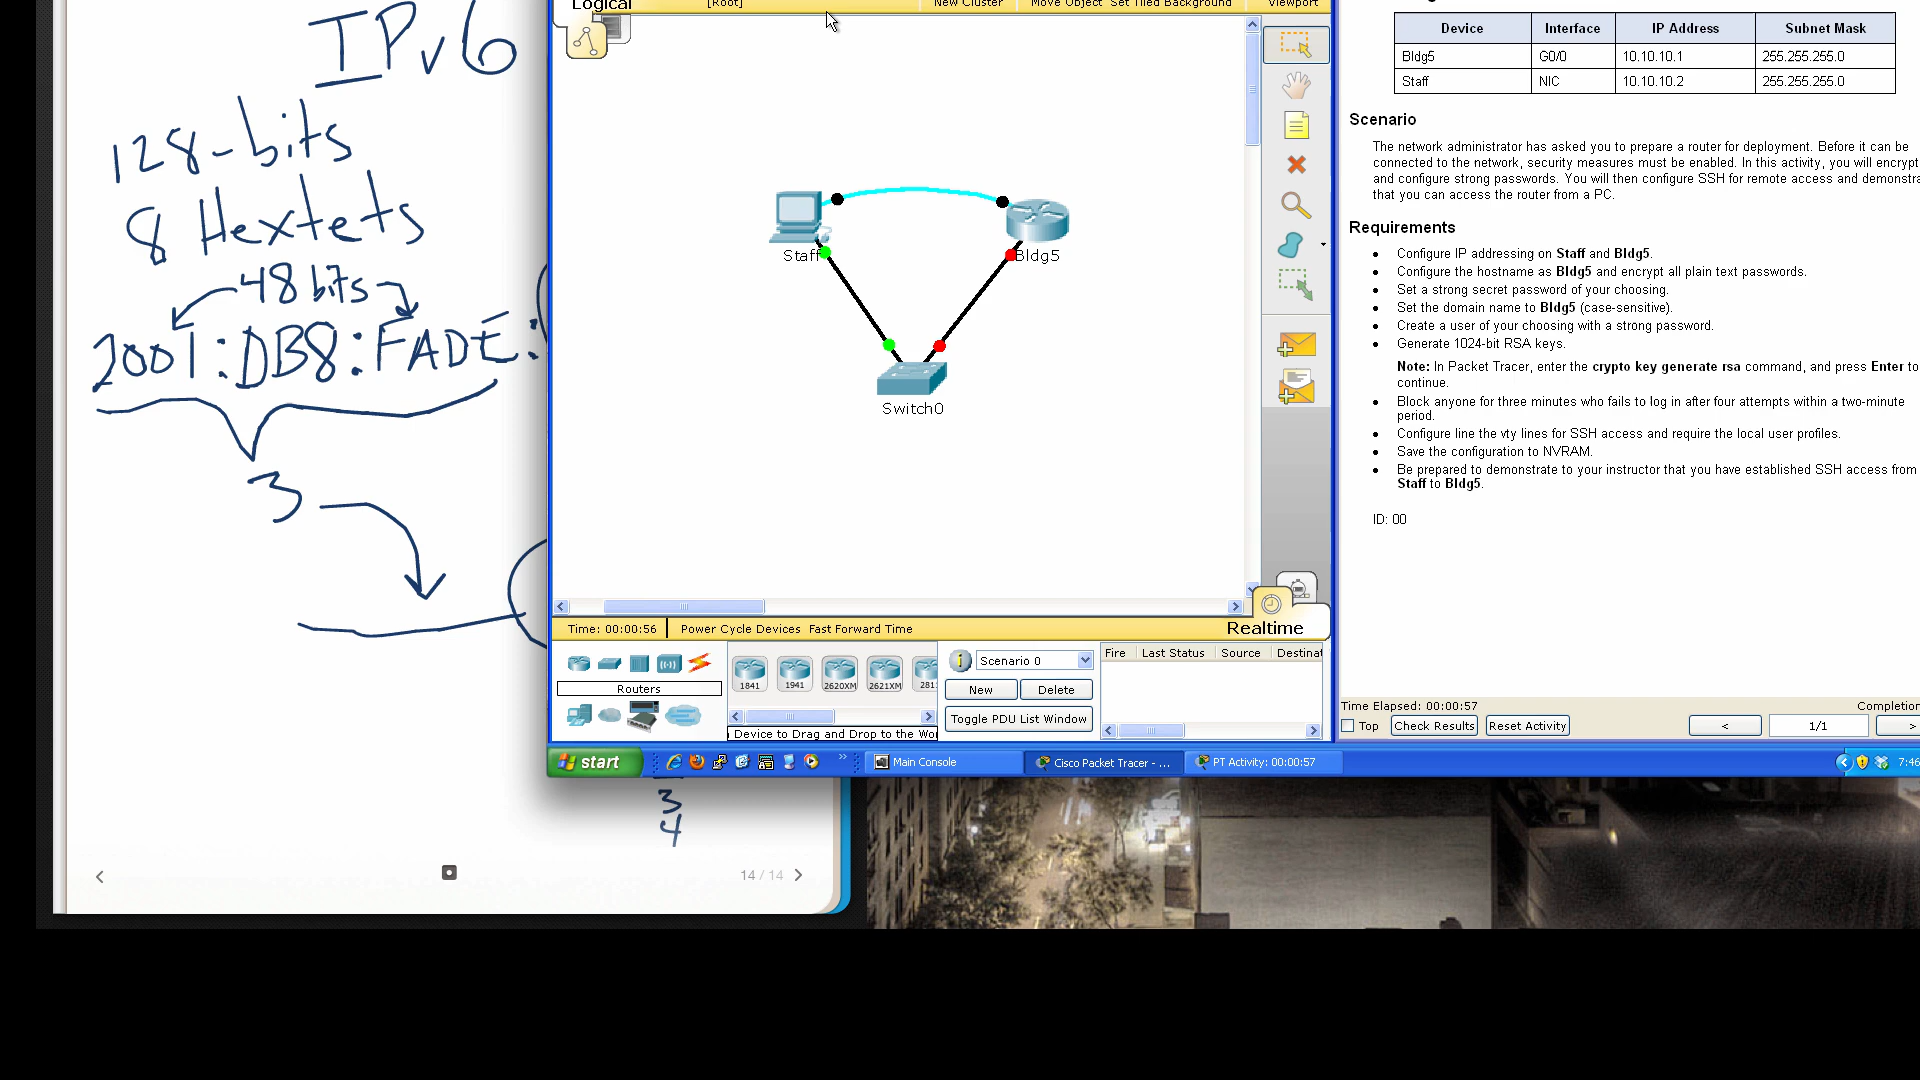 IPv6
128-bits
8 Hextets
48 bits
2001:DB8:FADE:
3
3
4
14 / 14
Logical
[Root]
New Cluster
Move Object
Set Tiled Background
Viewport
Staff
Bldg5
Switch0
Time: 00:00:56
Power Cycle Devices Fast Forward Time
Realtime
Routers
1841
1941
2620XM
2621XM
281
Device to Drag and Drop to the Wo
Scenario 0
New
Delete
Toggle PDU List Window
Fire
Last Status
Source
Destinat
start
Main Console
Cisco Packet Tracer - ...
PT Activity: 00:00:57
7:46
Device Interface IP Address Subnet Mask
Bldg5 G0/0 10.10.10.1 255.255.255.0
Staff NIC 10.10.10.2 255.255.255.0
Scenario
The network administrator has asked you to prepare a router for deployment. Before it can be
connected to the network, security measures must be enabled. In this activity, you will encrypt
and configure strong passwords. You will then configure SSH for remote access and demonstra
that you can access the router from a PC.
Requirements
• Configure IP addressing on Staff and Bldg5.
• Configure the hostname as Bldg5 and encrypt all plain text passwords.
• Set a strong secret password of your choosing.
• Set the domain name to Bldg5 (case-sensitive).
• Create a user of your choosing with a strong password.
• Generate 1024-bit RSA keys.
Note: In Packet Tracer, enter the crypto key generate rsa command, and press Enter to
continue.
• Block anyone for three minutes who fails to log in after four attempts within a two-minute
period.
• Configure line the vty lines for SSH access and require the local user profiles.
• Save the configuration to NVRAM.
• Be prepared to demonstrate to your instructor that you have established SSH access from
Staff to Bldg5.
ID: 00
Time Elapsed: 00:00:57
Completion
Top
Check Results
Reset Activity
<
1/1
>